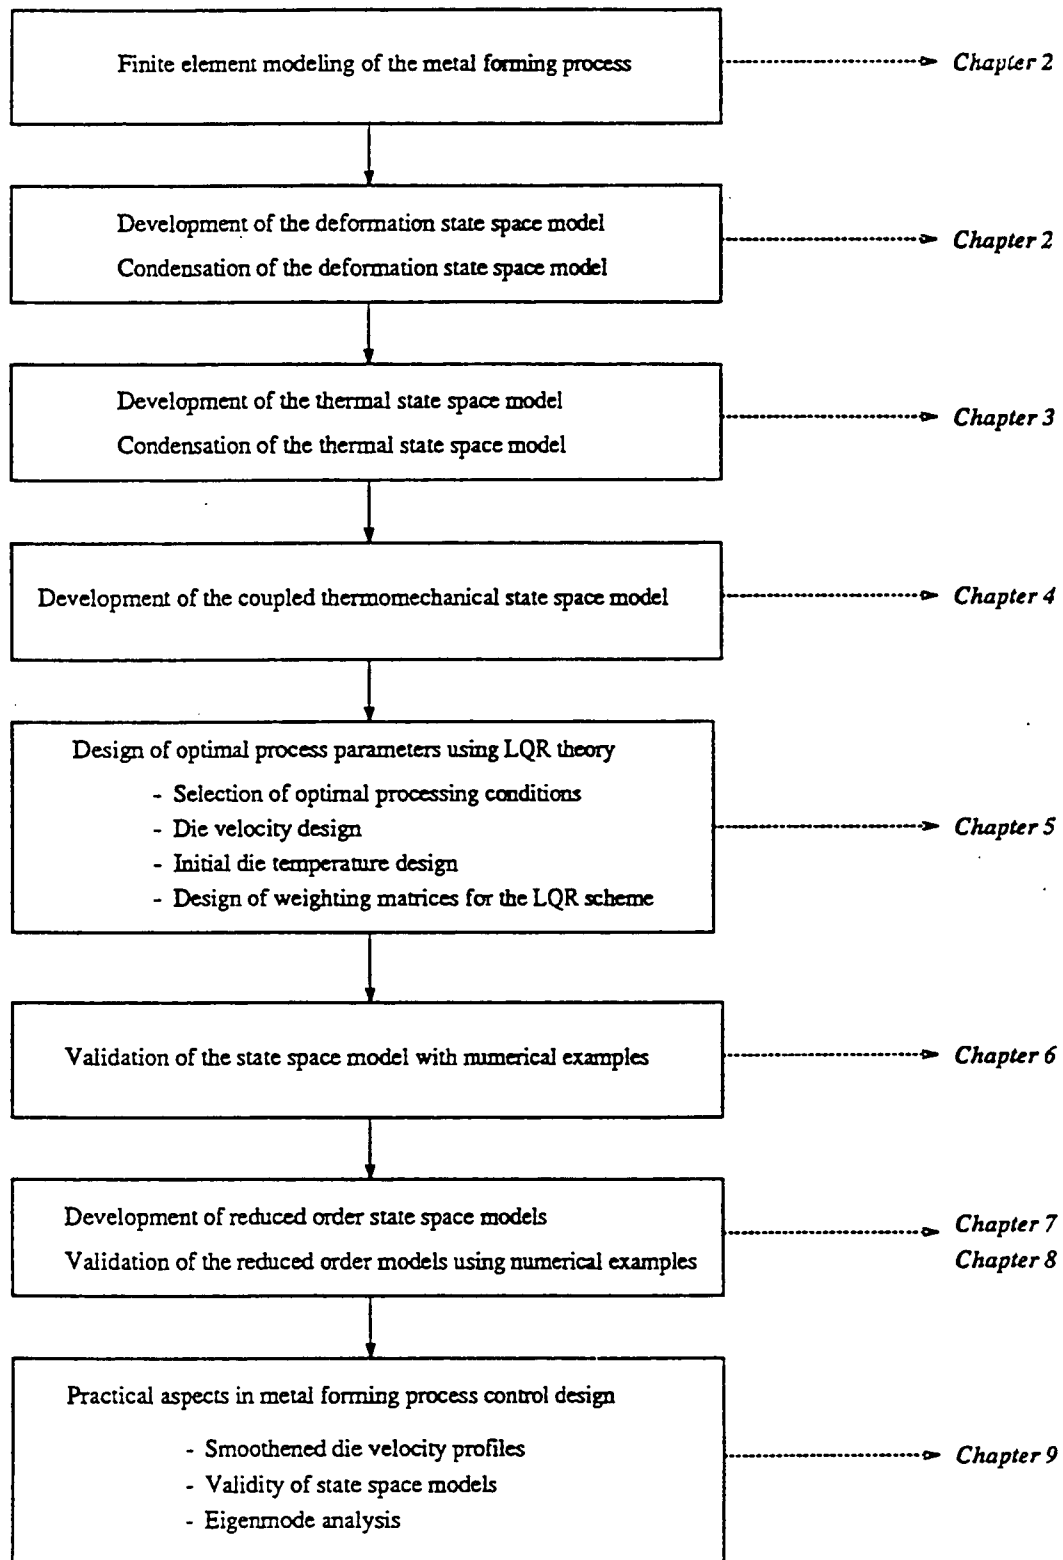 Finite element modeling of the metal forming process
Chapter 2
Development of the deformation state space model
Condensation of the deformation state space model
Chapter 2
Development of the thermal state space model
Condensation of the thermal state space model
Chapter 3
Development of the coupled thermomechanical state space model
Chapter 4
Design of optimal process parameters using LQR theory
- Selection of optimal processing conditions
- Die velocity design
- Initial die temperature design
- Design of weighting matrices for the LQR scheme
Chapter 5
Validation of the state space model with numerical examples
Chapter 6
Development of reduced order state space models
Chapter 7
Validation of the reduced order models using numerical examples
Chapter 8
Practical aspects in metal forming process control design
- Smoothened die velocity profiles
- Validity of state space models
- Eigenmode analysis
Chapter 9